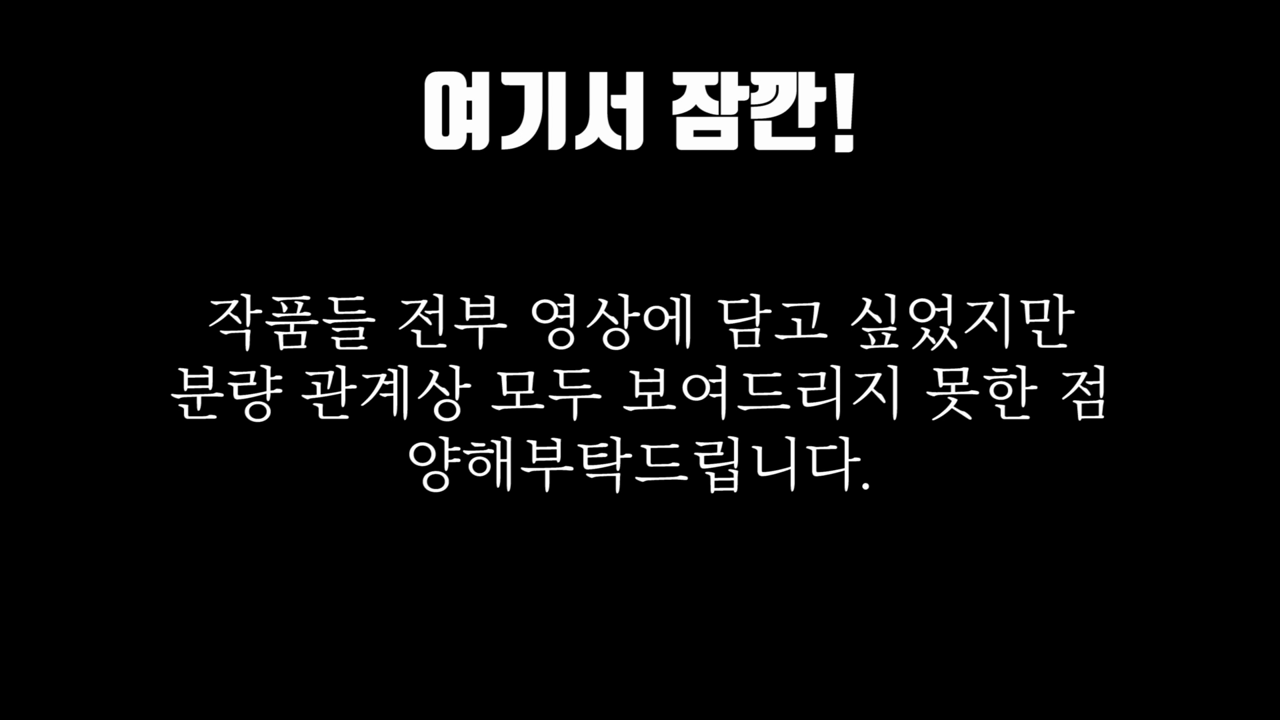 여기서 잠깐!
작품들 전부 영상에 담고 싶었지만
분량 관계상 모두 보여드리지 못한 점
양해부탁드립니다.